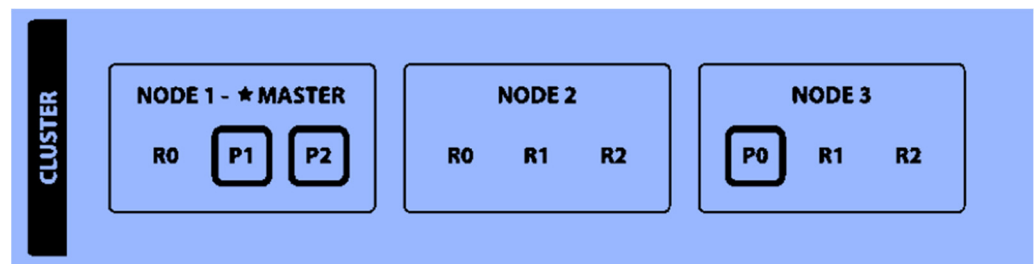 CLUSTER
NODE 1 - ★ MASTER
R0 P1 P2
NODE 2
R0 R1 R2
NODE 3
P0 R1 R2